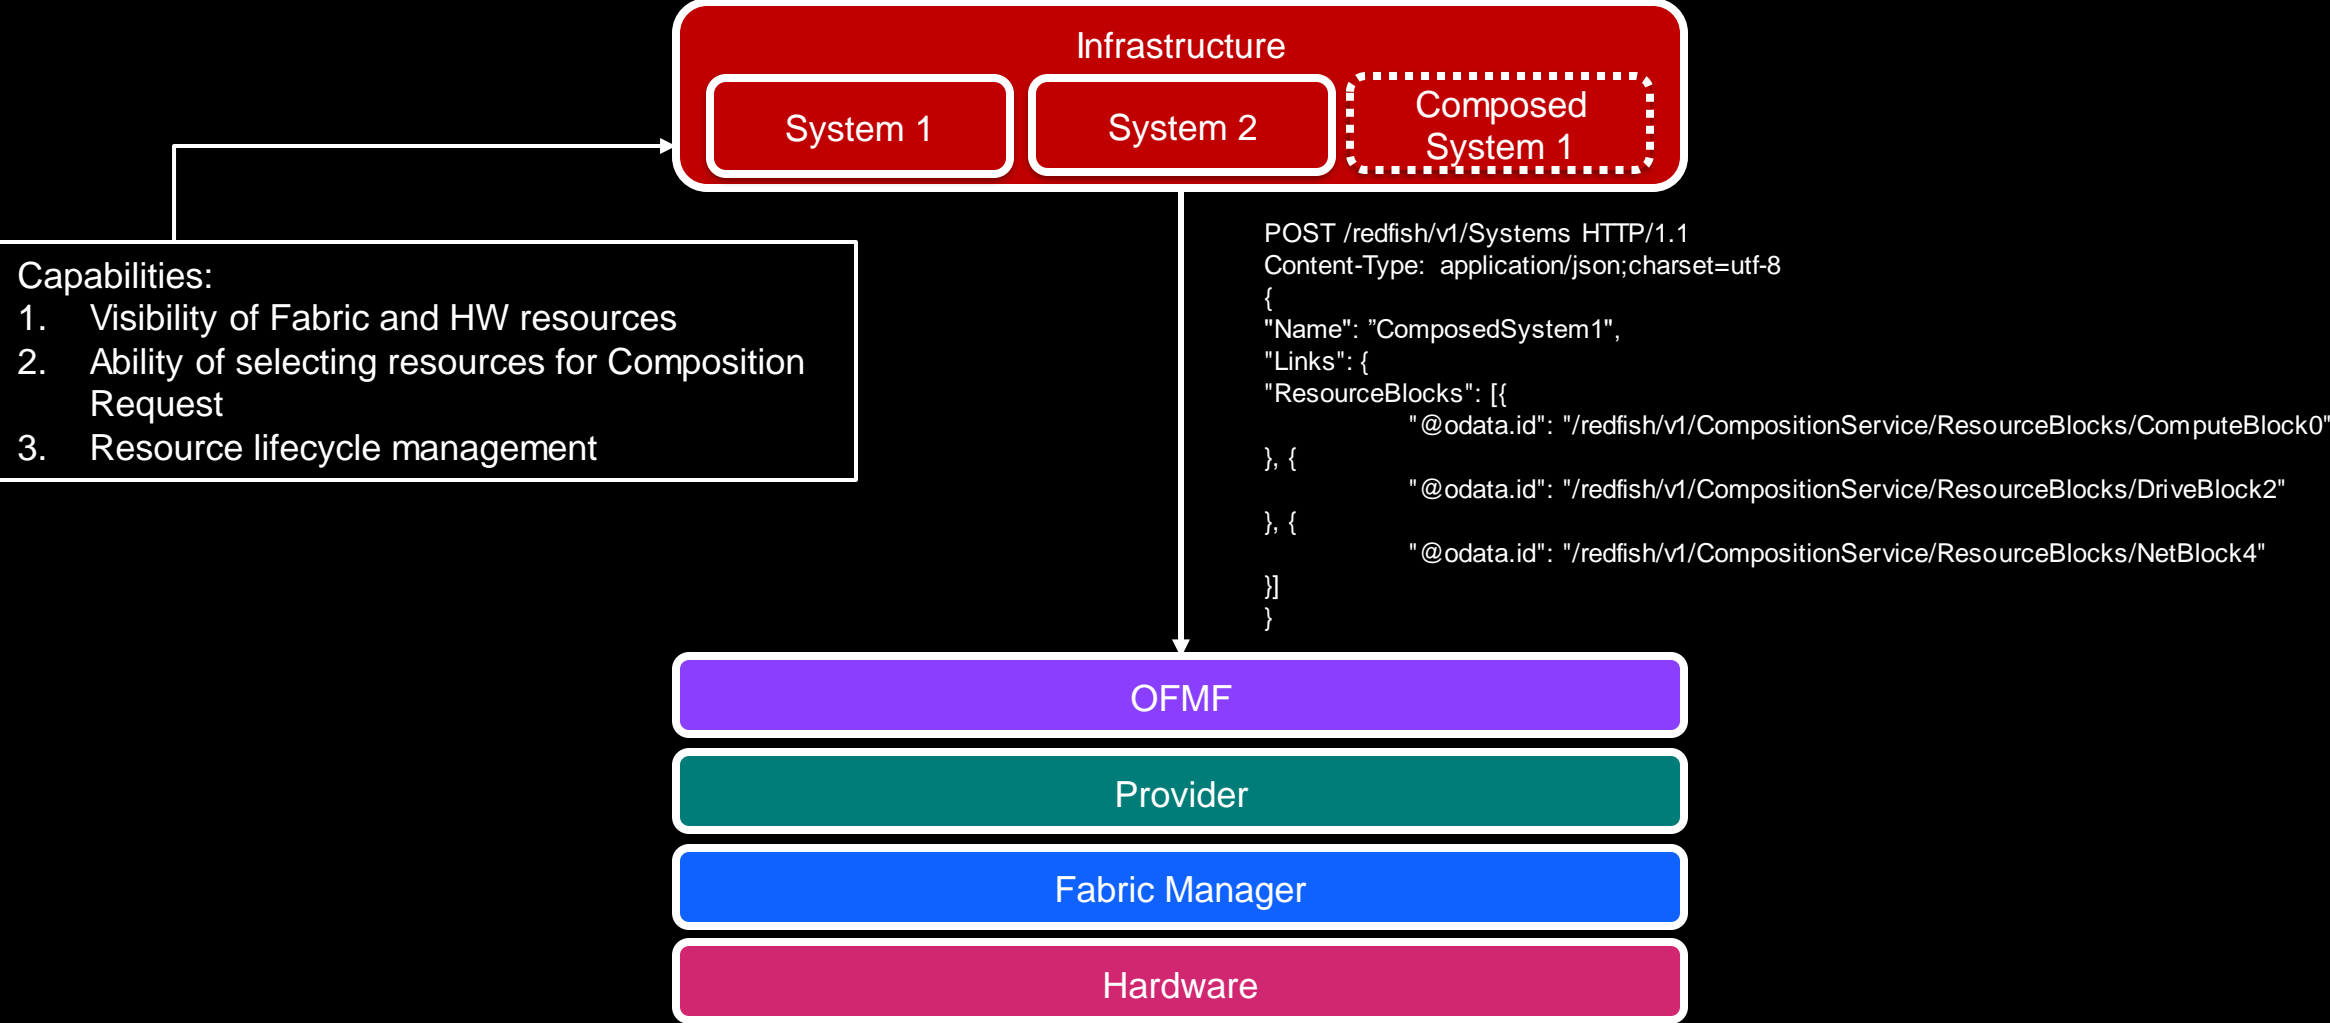 Infrastructure
System 1
System 2
Composed
System 1
Capabilities:
1. Visibility of Fabric and HW resources
2. Ability of selecting resources for Composition
Request
3. Resource lifecycle management
POST /redfish/v1/Systems HTTP/1.1
Content-Type: application/json;charset=utf-8
{
"Name": ”ComposedSystem1",
"Links": {
"ResourceBlocks": [{
"@odata.id": "/redfish/v1/CompositionService/ResourceBlocks/ComputeBlock0"
}, {
"@odata.id": "/redfish/v1/CompositionService/ResourceBlocks/DriveBlock2"
}, {
"@odata.id": "/redfish/v1/CompositionService/ResourceBlocks/NetBlock4"
}]
}
OFMF
Provider
Fabric Manager
Hardware